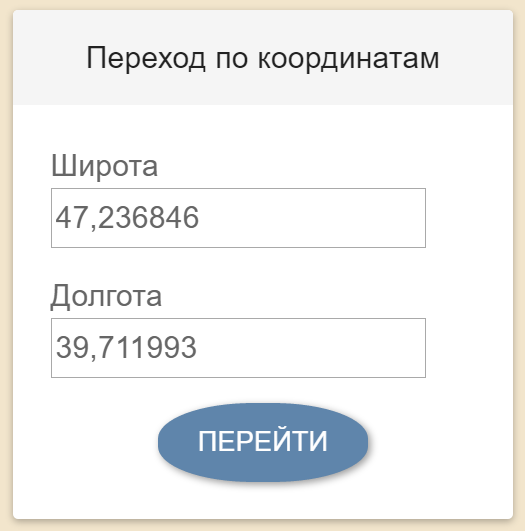 Переход по координатам
Широта
47,236846
Долгота
39,711993
ПЕРЕЙТИ